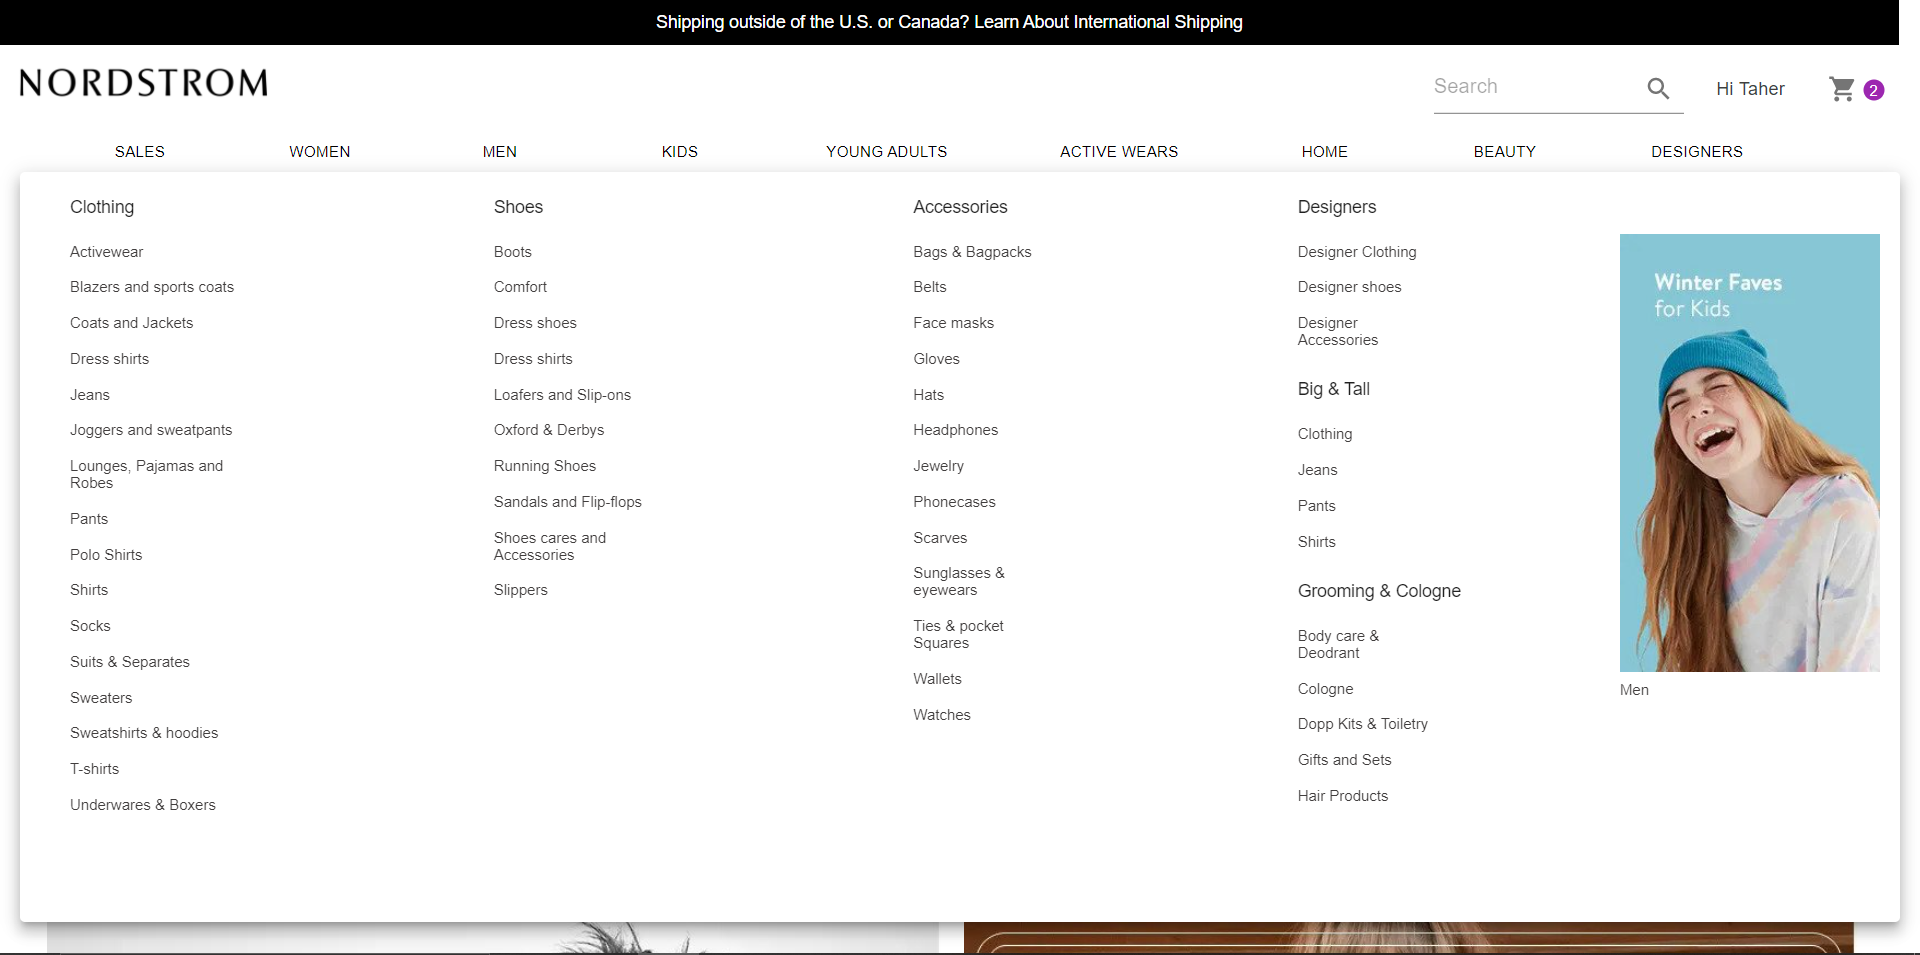 Shipping outside of the U.S. or Canada? Learn About International Shipping
NORDSTROM
Search
Hi Taher
2
SALES
WOMEN
MEN
KIDS
YOUNG ADULTS
ACTIVE WEARS
HOME
BEAUTY
DESIGNERS
Clothing
Activewear
Blazers and sports coats
Coats and Jackets
Dress shirts
Jeans
Joggers and sweatpants
Lounges, Pajamas and
Robes
Pants
Polo Shirts
Shirts
Socks
Suits & Separates
Sweaters
Sweatshirts & hoodies
T-shirts
Underwares & Boxers
Shoes
Boots
Comfort
Dress shoes
Dress shirts
Loafers and Slip-ons
Oxford & Derbys
Running Shoes
Sandals and Flip-flops
Shoes cares and
Accessories
Slippers
Accessories
Bags & Bagpacks
Belts
Face masks
Gloves
Hats
Headphones
Jewelry
Phonecases
Scarves
Sunglasses &
eyewears
Ties & pocket
Squares
Wallets
Watches
Designers
Designer Clothing
Designer shoes
Designer
Accessories
Big & Tall
Clothing
Jeans
Pants
Shirts
Grooming & Cologne
Body care &
Deodrant
Cologne
Dopp Kits & Toiletry
Gifts and Sets
Hair Products
Winter Faves
for Kids
Men